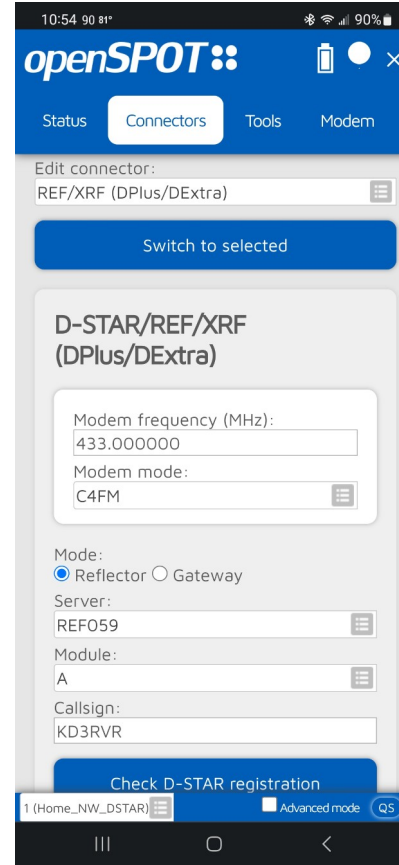 10:54 90 81° 90%
openSPOT
Status Connectors Tools Modem
Edit connector:
REF/XRF (DPlus/DExtra)
Switch to selected
D-STAR/REF/XRF
(DPlus/DExtra)
Modem frequency (MHz):
433.000000
Modem mode:
C4FM
Mode:
Reflector Gateway
Server:
REF059
Module:
A
Callsign:
KD3RVR
Check D-STAR registration
1 (Home_NW_DSTAR) Advanced mode QS